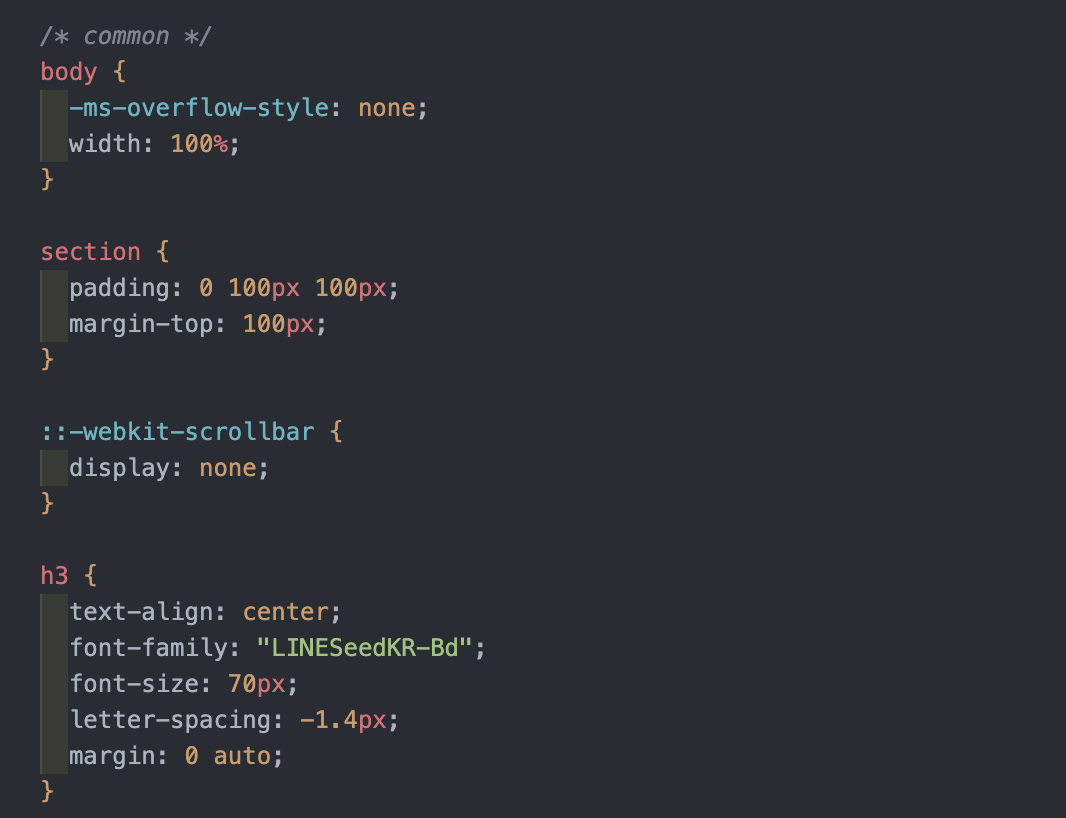 /* common */
body {
  -ms-overflow-style: none;
  width: 100%;
}

section {
  padding: 0 100px 100px;
  margin-top: 100px;
}

::-webkit-scrollbar {
  display: none;
}

h3 {
  text-align: center;
  font-family: "LINESeedKR-Bd";
  font-size: 70px;
  letter-spacing: -1.4px;
  margin: 0 auto;
}